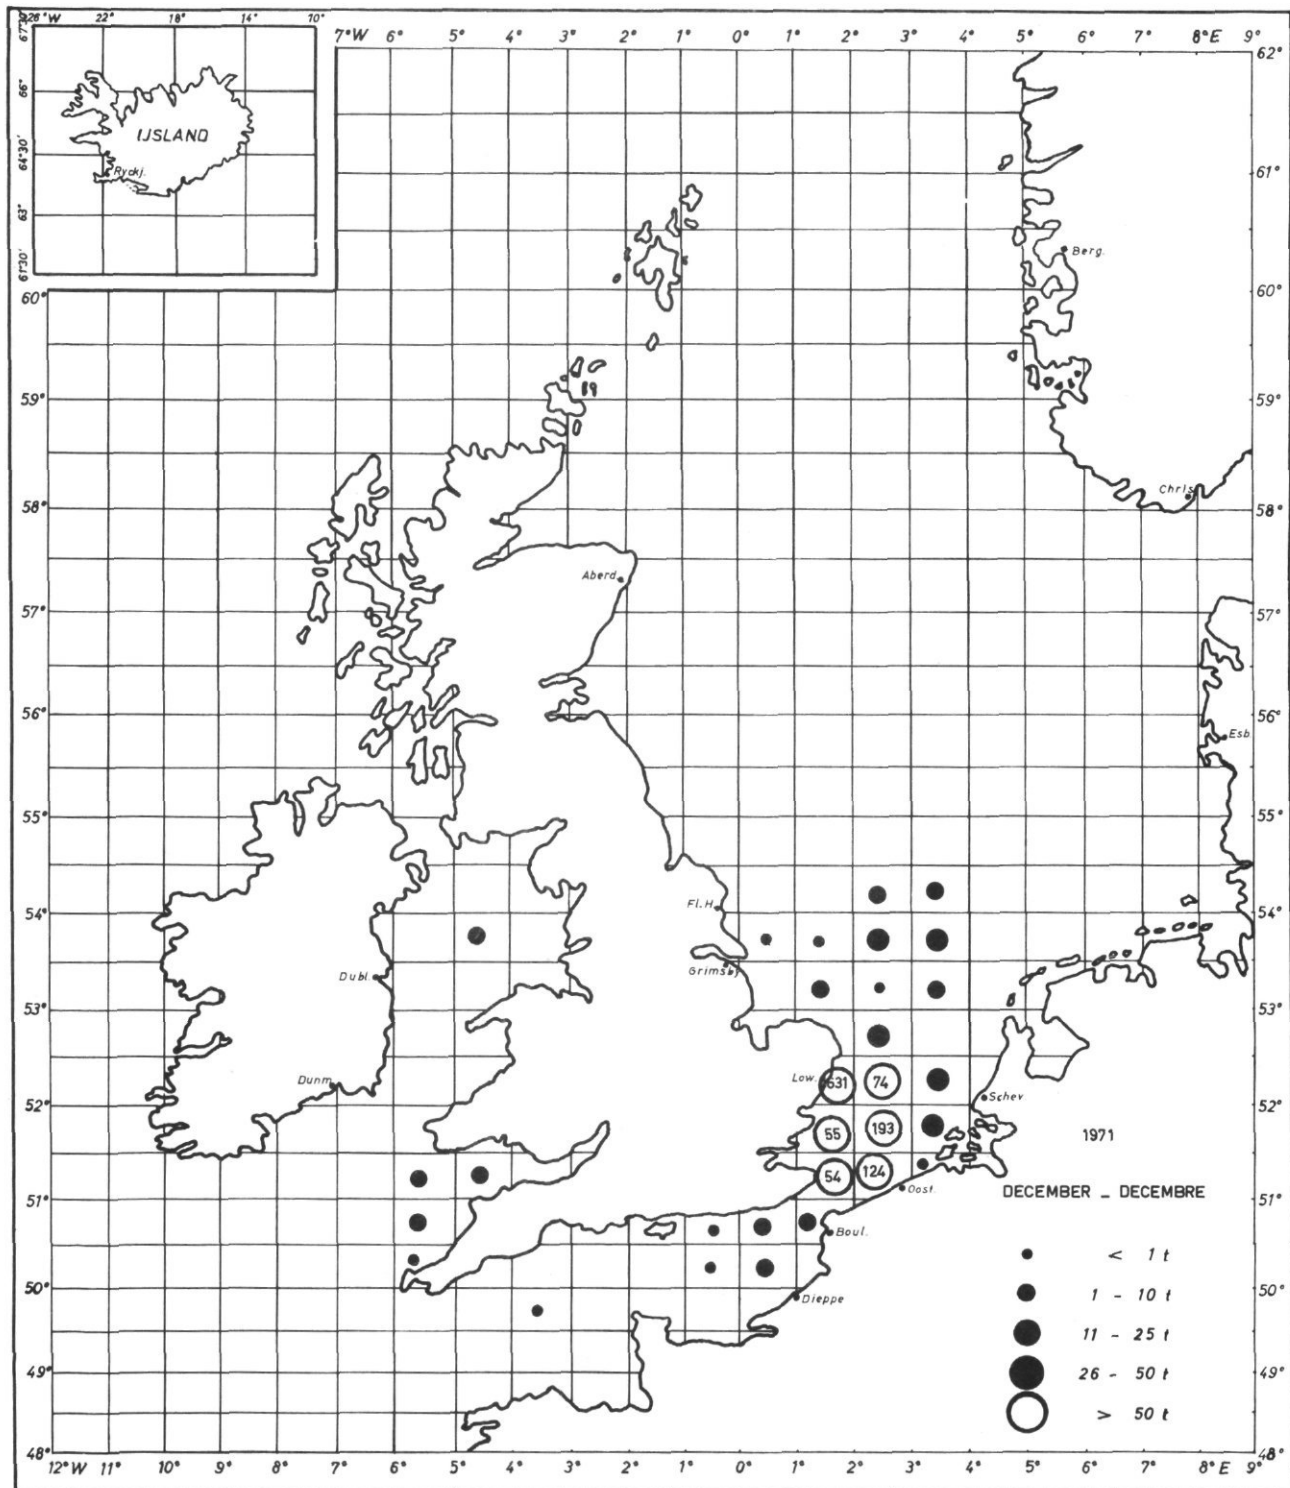 26°W 22° 18° 14° 10°
67°30'
66°
64°30'
63°
61°30'
IJSLAND
Ryckj.
7°W 6° 5° 4° 3° 2° 1° 0° 1° 2° 3° 4° 5° 6° 7° 8°E 9°
62°
61° 61°
Berg.
60° 60°
59° 59°
Chris
58° 58°
Aberd.
57° 57°
56° 56°
Esb.
55° 55°
54° 54°
Fl.H.
Grimsby
Dubl.
53° 53°
Low. 631 74
Dunm.
Schev
52° 52°
55 193
1971
54 124
Oost.
51° 51°
DECEMBER _ DECEMBRE
Boul.
< 1 t
50° 50°
Dieppe
1 - 10 t
11 - 25 t
49° 49°
26 - 50 t
> 50 t
48° 48°
12°W 11° 10° 9° 8° 7° 6° 5° 4° 3° 2° 1° 0° 1° 2° 3° 4° 5° 6° 7° 8°E 9°